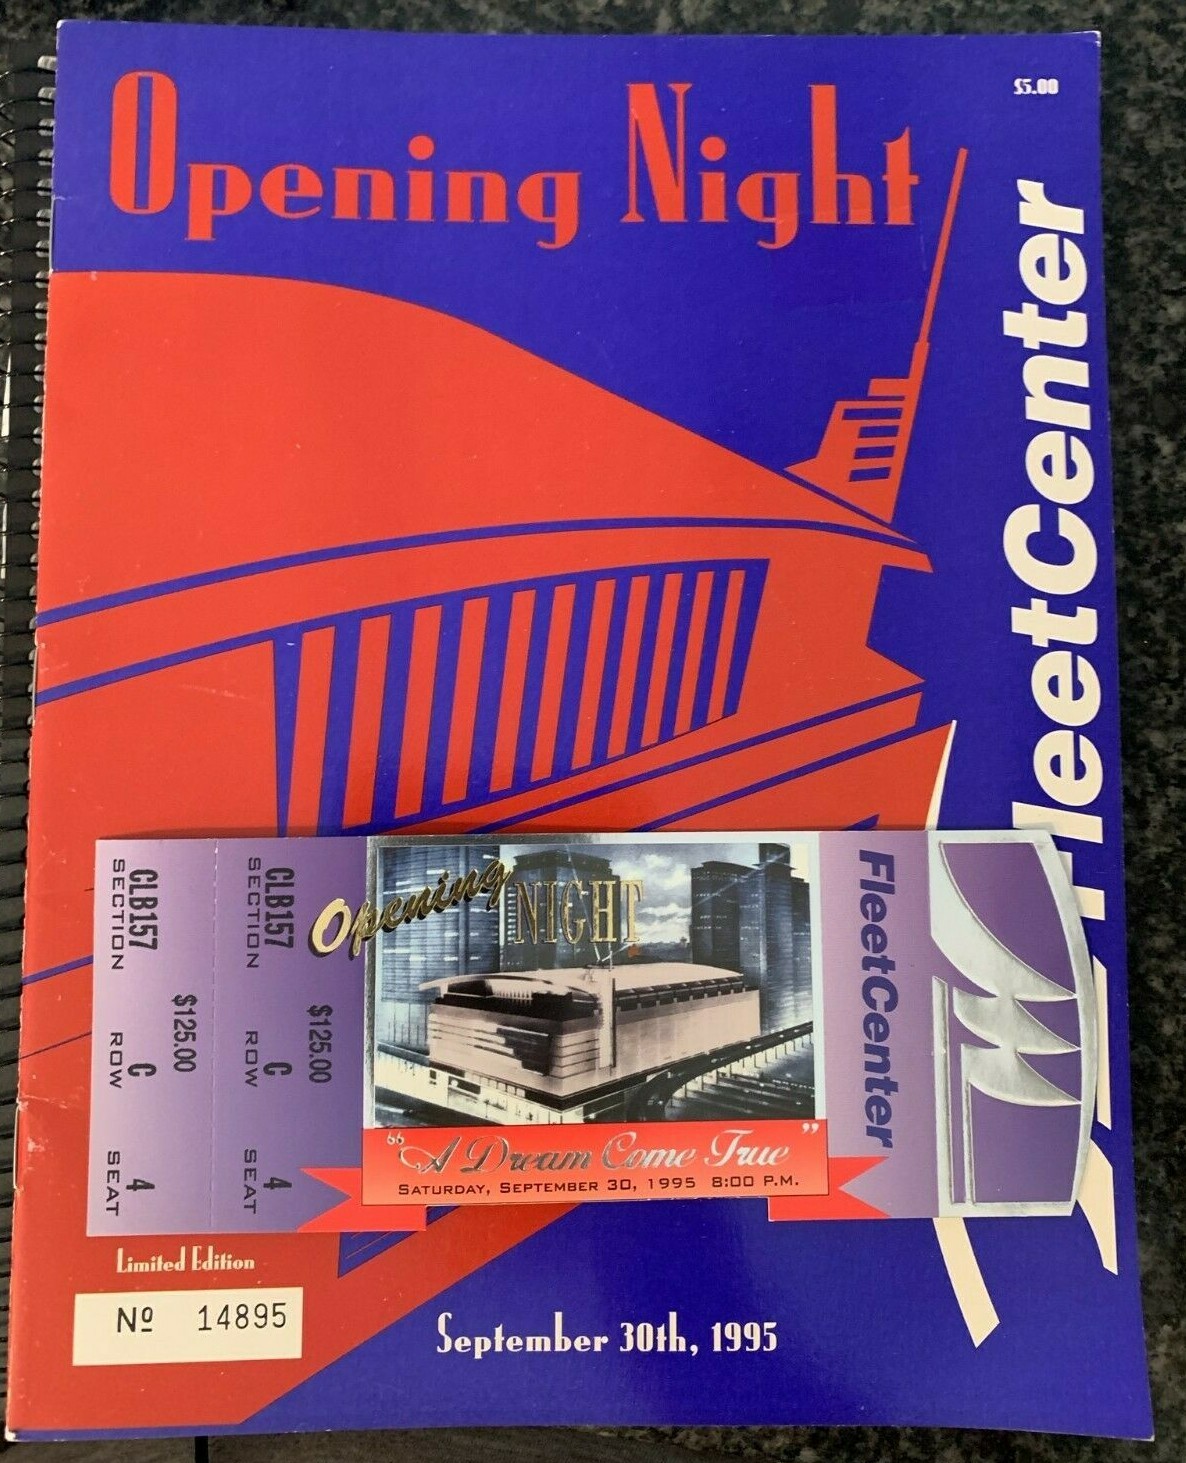 Opening Night
$5.00
FleetCenter
CLB157
SECTION
$125.00
C
ROW
4
SEAT
CLB157
SECTION
$125.00
C
ROW
4
SEAT
Opening
NIGHT
"A Dream Come True"
SATURDAY, SEPTEMBER 30, 1995 8:00 P.M.
FleetCenter
Limited Edition
Nº 14895
September 30th, 1995